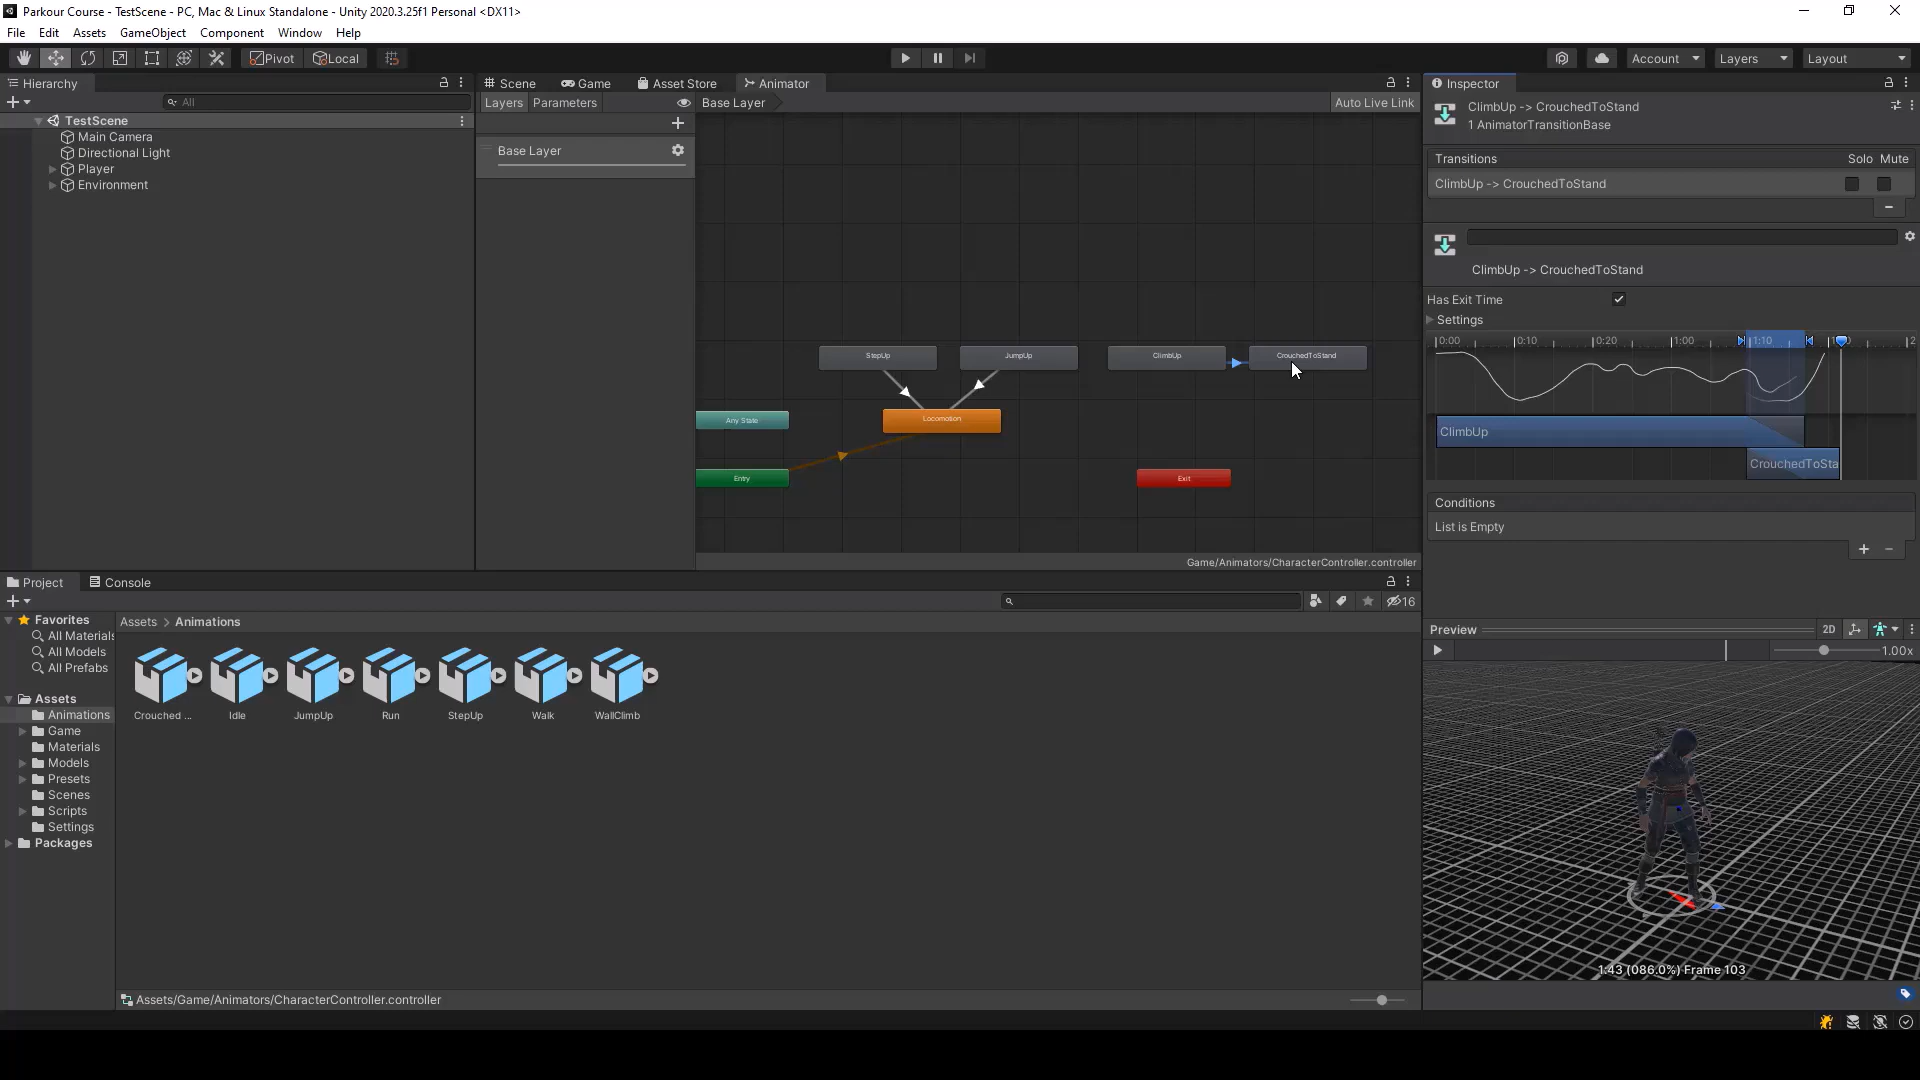 Parkour Course - TestScene - PC, Mac & Linux Standalone - Unity 2020.3.25f1 Personal <DX11>
File Edit Assets GameObject Component Window Help
Pivot Local Account Layers Layout
Hierarchy
All
TestScene
Main Camera
Directional Light
Player
Environment
Scene Game Asset Store Animator
Layers Parameters Base Layer Auto Live Link
Base Layer
StepUp JumpUp ClimbUp CrouchedToStand
Any State Locomotion
Entry Exit
Game/Animators/CharacterController.controller
Inspector
ClimbUp -> CrouchedToStand
1 AnimatorTransitionBase
Transitions Solo Mute
ClimbUp -> CrouchedToStand
ClimbUp -> CrouchedToStand
Has Exit Time
Settings
0:00 0:10 0:20 1:00 1:10
ClimbUp
CrouchedToSta
Conditions
List is Empty
Preview 2D
1.00x
1:43 (086.0%) Frame 103
Project Console
16
Favorites
All Materials
All Models
All Prefabs
Assets
Animations
Game
Materials
Models
Presets
Scenes
Scripts
Settings
Packages
Assets > Animations
Crouched ... Idle JumpUp Run StepUp Walk WallClimb
Assets/Game/Animators/CharacterController.controller